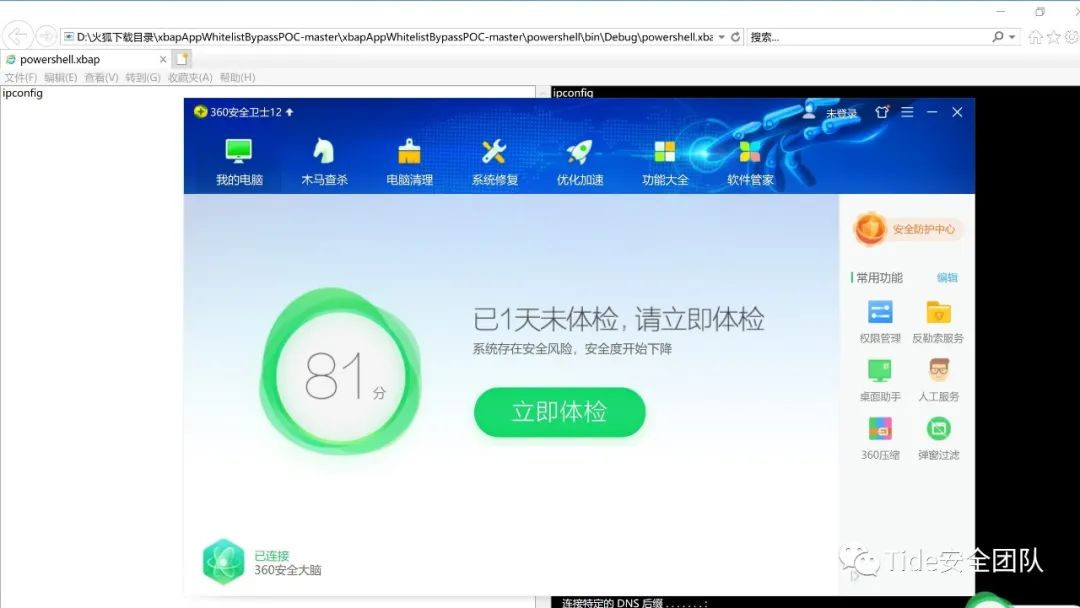 D:\火狐下载目录\xbapAppWhitelistBypassPOC-master\xbapAppWhitelistBypassPOC-master\powershell\bin\Debug\powershell.xba
搜索...
powershell.xbap
文件(F) 编辑(E) 查看(V) 转到(G) 收藏夹(A) 帮助(H)
ipconfig
ipconfig
360安全卫士12
未登录
我的电脑 木马查杀 电脑清理 系统修复 优化加速 功能大全 软件管家
安全防护中心
常用功能 编辑
权限管理 反勒索服务
桌面助手 人工服务
360压缩 弹窗过滤
已1天未体检，请立即体检
系统存在安全风险，安全度开始下降
81分
立即体检
已连接
360安全大脑
Tide安全团队
连接特定的 DNS 后缀 . . . . . . . :